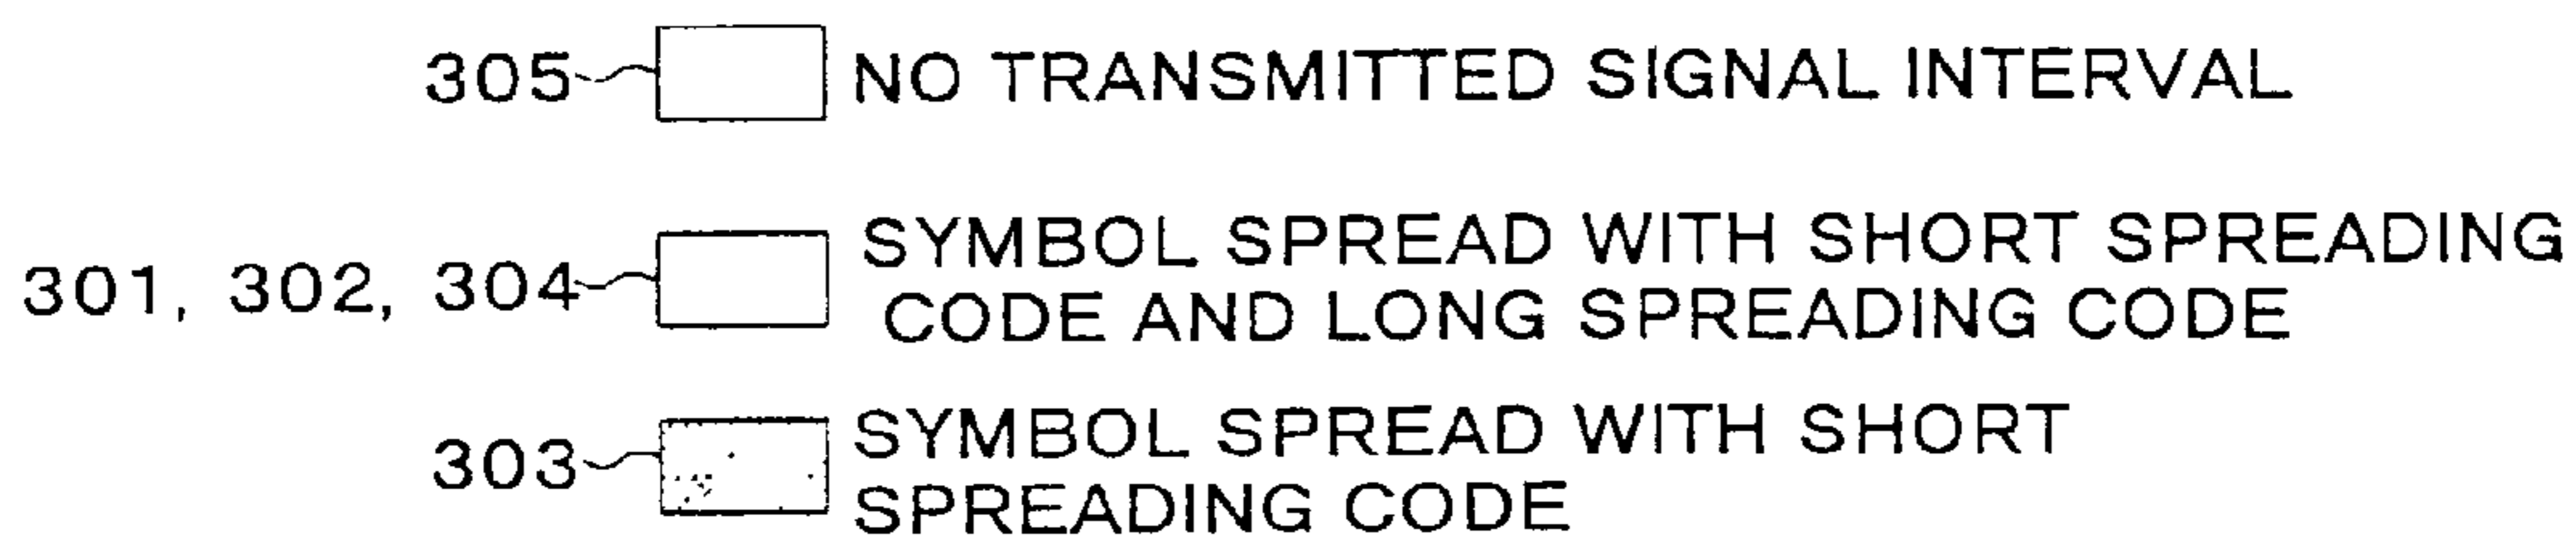 305 NO TRANSMITTED SIGNAL INTERVAL
301, 302, 304 SYMBOL SPREAD WITH SHORT SPREADING
CODE AND LONG SPREADING CODE
303 SYMBOL SPREAD WITH SHORT
SPREADING CODE